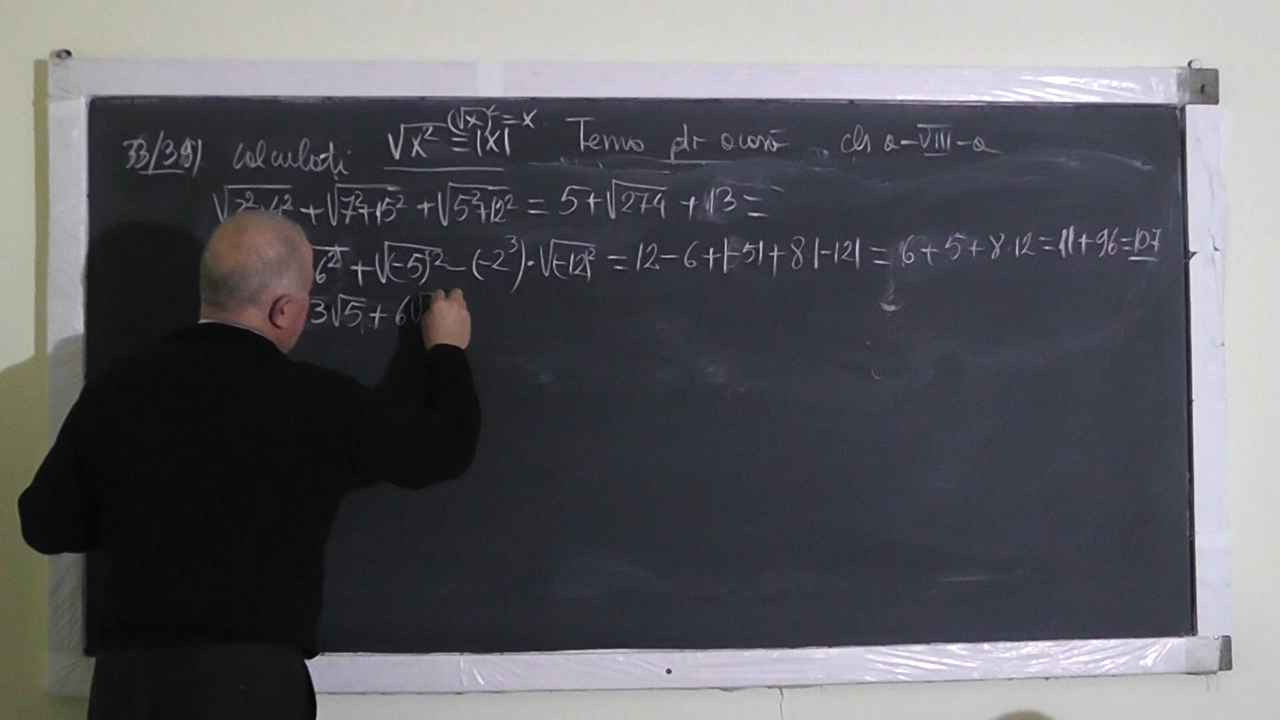 33/391 Calculați √x² = |x| (√x)² = x Temă pt acasă cls a-VIII-a
+ √7²+15² + √5²+12² = 5+√274 + 13 =
6² + √(-5)² - (-2³)·√(-12)² = 12-6+|-5|+8|-12| = 6+5+8·12 = 11+96=107
3√5 + 6√